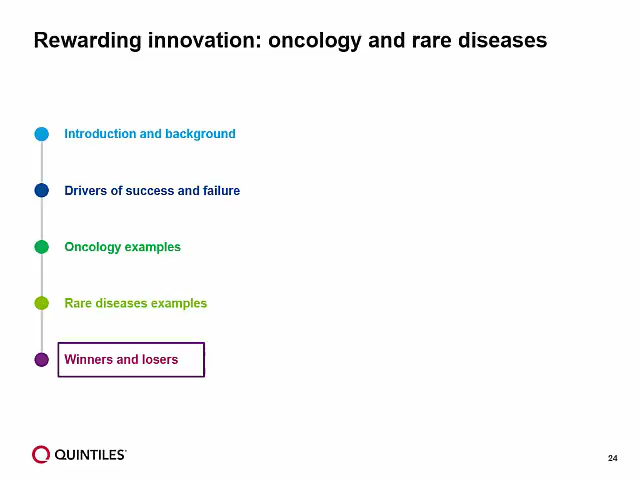 Rewarding innovation: oncology and rare diseases
Introduction and background
Drivers of success and failure
Oncology examples
Rare diseases examples
Winners and losers
QUINTILES
24